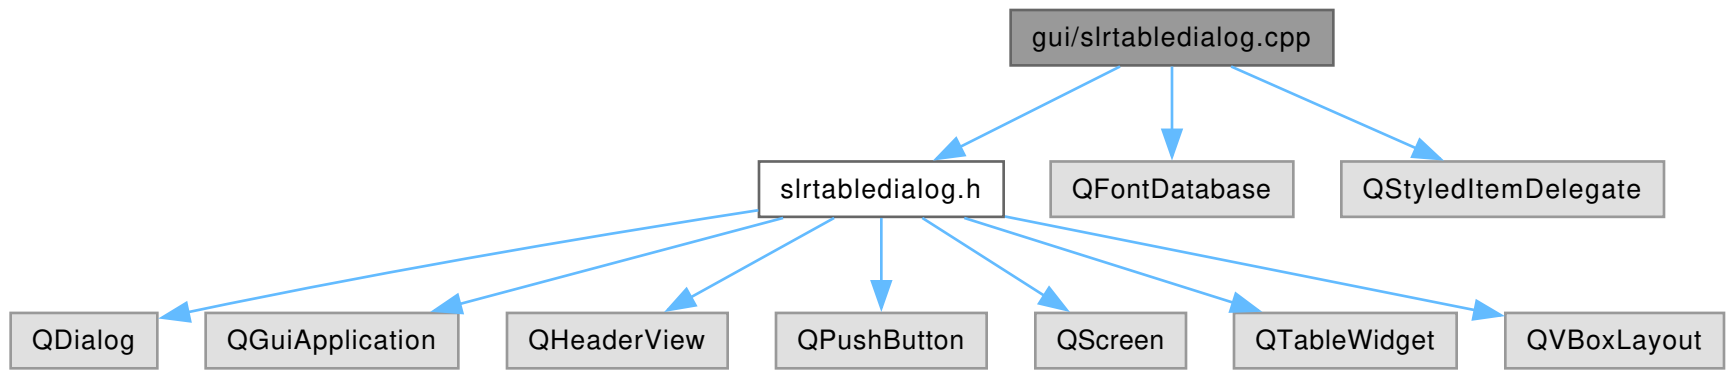 gui/slrtabledialog.cpp
slrtabledialog.h
QFontDatabase
QStyledItemDelegate
QDialog
QGuiApplication
QHeaderView
QPushButton
QScreen
QTableWidget
QVBoxLayout